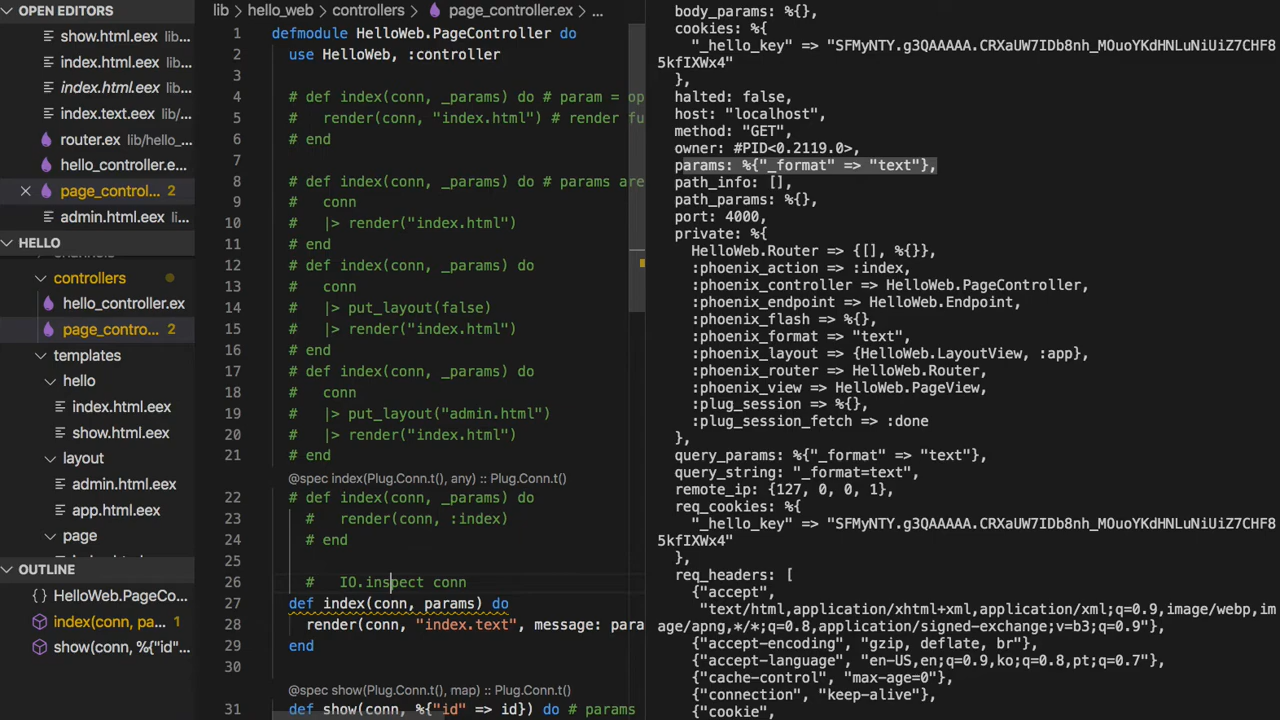 OPEN EDITORS
show.html.eex lib...
index.html.eex lib...
index.html.eex lib...
index.text.eex lib/...
router.ex lib/hello_...
hello_controller.e...
page_control... 2
admin.html.eex li...
HELLO
controllers
hello_controller.ex
page_contro... 2
templates
hello
index.html.eex
show.html.eex
layout
admin.html.eex
app.html.eex
page
OUTLINE
HelloWeb.PageCo...
index(conn, pa... 1
show(conn, %{"id"...
lib > hello_web > controllers > page_controller.ex > ...
1 defmodule HelloWeb.PageController do
2 use HelloWeb, :controller
3
4 # def index(conn, _params) do # param = op
5 # render(conn, "index.html") # render fu
6 # end
7
8 # def index(conn, _params) do # params are
9 # conn
10 # |> render("index.html")
11 # end
12 # def index(conn, _params) do
13 # conn
14 # |> put_layout(false)
15 # |> render("index.html")
16 # end
17 # def index(conn, _params) do
18 # conn
19 # |> put_layout("admin.html")
20 # |> render("index.html")
21 # end
@spec index(Plug.Conn.t(), any) :: Plug.Conn.t()
22 # def index(conn, _params) do
23 # render(conn, :index)
24 # end
25
26 # IO.inspect conn
27 def index(conn, params) do
28 render(conn, "index.text", message: para
29 end
30
@spec show(Plug.Conn.t(), map) :: Plug.Conn.t()
31 def show(conn, %{"id" => id}) do # params
body_params: %{},
cookies: %{
"_hello_key" => "SFMyNTY.g3QAAAAA.CRXaUW7IDb8nh_MOuoYKdHNLuNiUiZ7CHF8
5kfIXWx4"
},
halted: false,
host: "localhost",
method: "GET",
owner: #PID<0.2119.0>,
params: %{"_format" => "text"},
path_info: [],
path_params: %{},
port: 4000,
private: %{
HelloWeb.Router => {[], %{}},
:phoenix_action => :index,
:phoenix_controller => HelloWeb.PageController,
:phoenix_endpoint => HelloWeb.Endpoint,
:phoenix_flash => %{},
:phoenix_format => "text",
:phoenix_layout => {HelloWeb.LayoutView, :app},
:phoenix_router => HelloWeb.Router,
:phoenix_view => HelloWeb.PageView,
:plug_session => %{},
:plug_session_fetch => :done
},
query_params: %{"_format" => "text"},
query_string: "_format=text",
remote_ip: {127, 0, 0, 1},
req_cookies: %{
"_hello_key" => "SFMyNTY.g3QAAAAA.CRXaUW7IDb8nh_MOuoYKdHNLuNiUiZ7CHF8
5kfIXWx4"
},
req_headers: [
{"accept",
"text/html,application/xhtml+xml,application/xml;q=0.9,image/webp,im
age/apng,*/*;q=0.8,application/signed-exchange;v=b3;q=0.9"},
{"accept-encoding", "gzip, deflate, br"},
{"accept-language", "en-US,en;q=0.9,ko;q=0.8,pt;q=0.7"},
{"cache-control", "max-age=0"},
{"connection", "keep-alive"},
{"cookie",